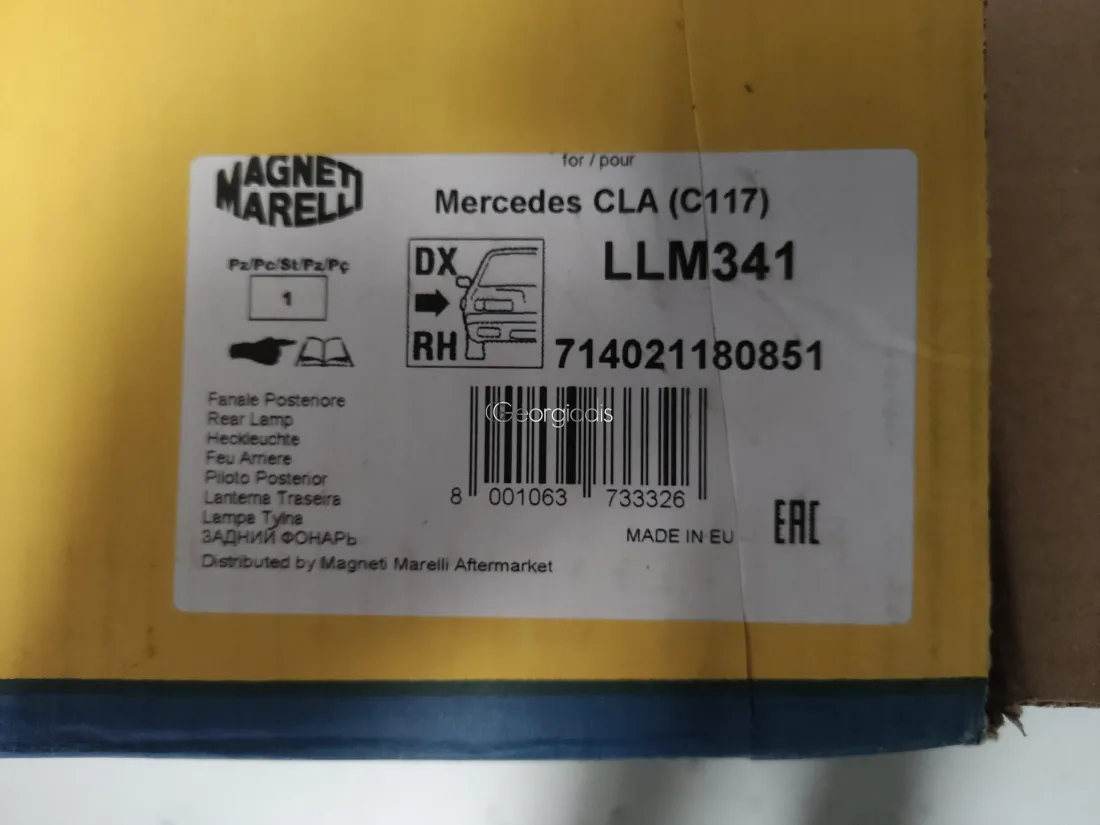 for / pour
MAGNETI
MARELLI
Mercedes CLA (C117)
LLM341
DX
RH
Pz/Pc/St/Pz/Pç
1
714021180851
Georgiadis
Fanale Posteriore
Rear Lamp
Heckleuchte
Feu Arriere
Piloto Posterior
Lanterna Traseira
Lampa Tylna
ЗАДНИЙ ФОНАРЬ
8 001063 733326
MADE IN EU
EAC
Distributed by Magneti Marelli Aftermarket